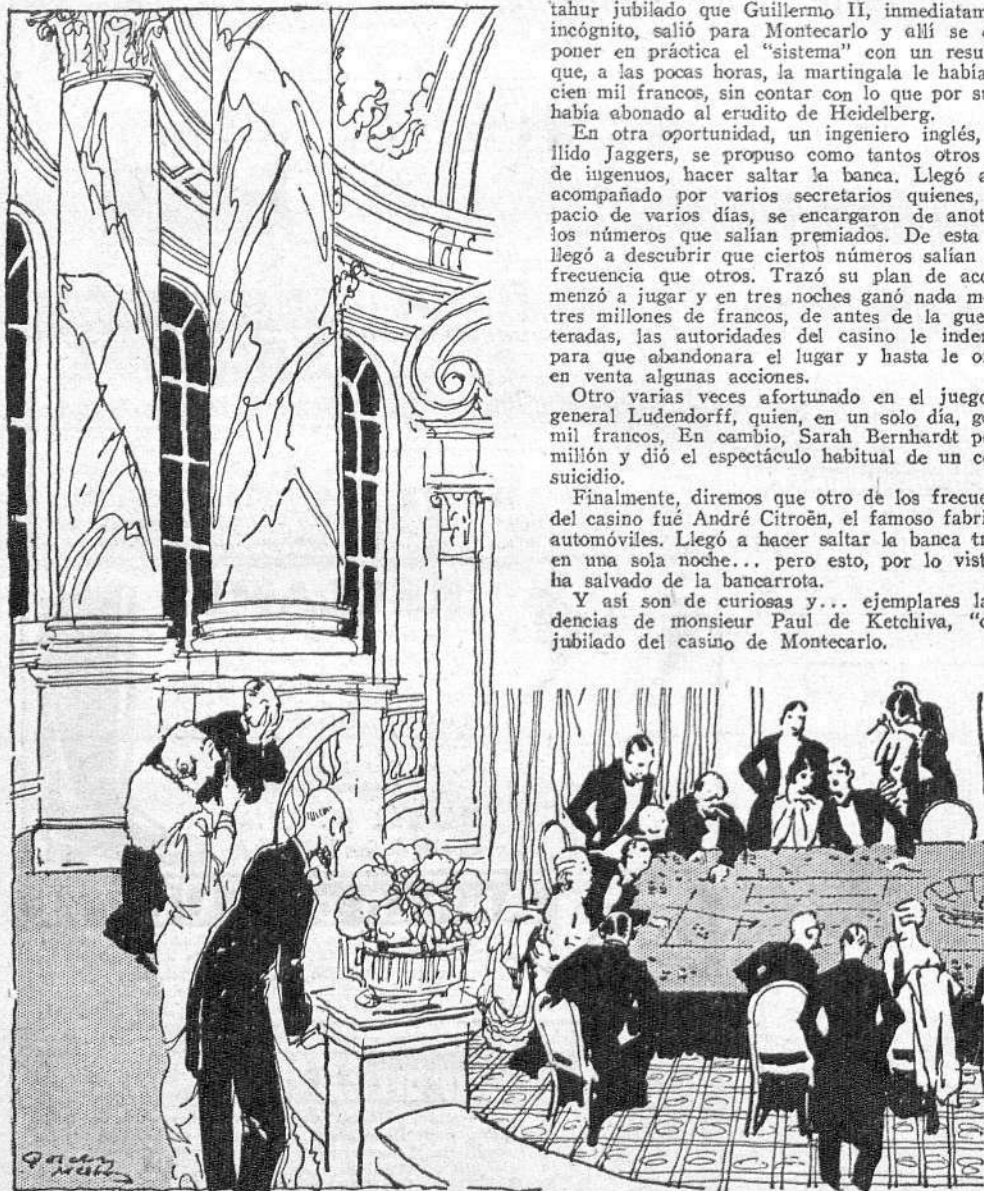 tahur jubilado que Guillermo II, inmediatam
incógnito, salió para Montecarlo y allí se
poner en práctica el "sistema" con un resu
que, a las pocas horas, la martingala le había
cien mil francos, sin contar con lo que por su
había abonado al erudito de Heidelberg.
En otra oportunidad, un ingeniero inglés,
llido Jaggers, se propuso como tantos otros
de ingenuos, hacer saltar la banca. Llegó a
acompañado por varios secretarios quienes,
pacio de varios días, se encargaron de anot
los números que salían premiados. De esta
llegó a descubrir que ciertos números salían
frecuencia que otros. Trazó su plan de acc
menzó a jugar y en tres noches ganó nada m
tres millones de francos, de antes de la gue
teradas, las autoridades del casino le inder
para que abandonara el lugar y hasta le o
en venta algunas acciones.
Otro varias veces afortunado en el juego
general Ludendorff, quien, en un solo día, g
mil francos, En cambio, Sarah Bernhardt p
millón y dió el espectáculo habitual de un c
suicidio.
Finalmente, diremos que otro de los frecue
del casino fué André Citroën, el famoso fabri
automóviles. Llegó a hacer saltar la banca tr
en una sola noche... pero esto, por lo vist
ha salvado de la bancarrota.
Y así son de curiosas y... ejemplares la
dencias de monsieur Paul de Ketchiva, "c
jubilado del casino de Montecarlo.